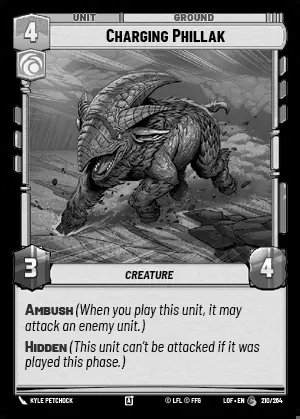 UNIT GROUND
4 CHARGING PHILLAK
3 4
CREATURE
AMBUSH (When you play this unit, it may
attack an enemy unit.)
HIDDEN (This unit can't be attacked if it was
played this phase.)
KYLE PETCHOCK © LFL © FFG LOF • EN 210/264